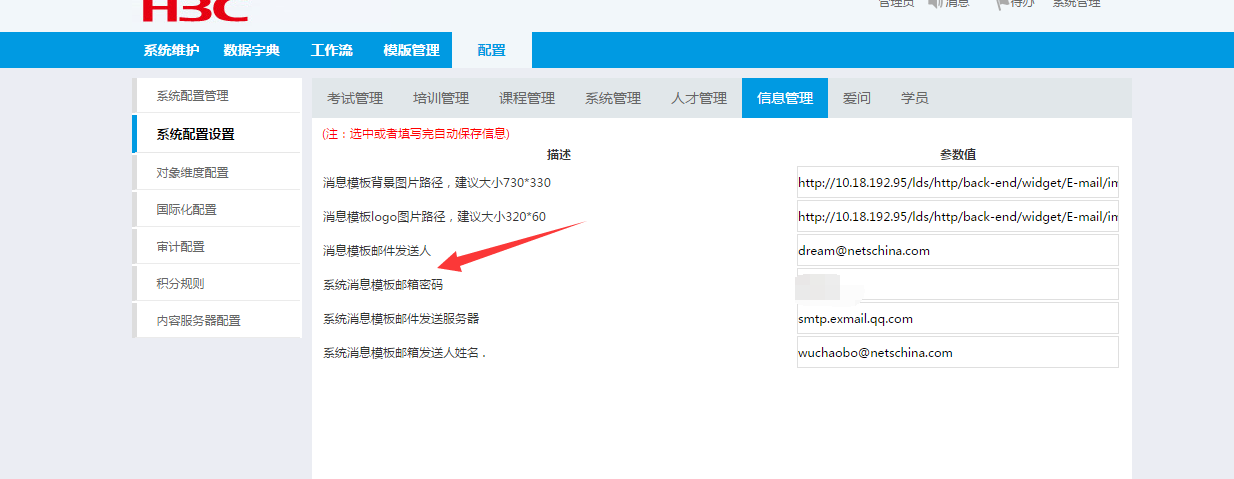 H3C
管理员 消息 待办 系统管理
系统维护 数据字典 工作流 模版管理 配置
系统配置管理
系统配置设置
对象维度配置
国际化配置
审计配置
积分规则
内容服务器配置
考试管理 培训管理 课程管理 系统管理 人才管理 信息管理 爱问 学员
(注：选中或者填写完自动保存信息)
描述 参数值
消息模板背景图片路径，建议大小730*330 http://10.18.192.95/lds/http/back-end/widget/E-mail/im
消息模板logo图片路径，建议大小320*60 http://10.18.192.95/lds/http/back-end/widget/E-mail/im
消息模板邮件发送人 dream@netschina.com
系统消息模板邮箱密码
系统消息模板邮件发送服务器 smtp.exmail.qq.com
系统消息模板邮箱发送人姓名 . wuchaobo@netschina.com